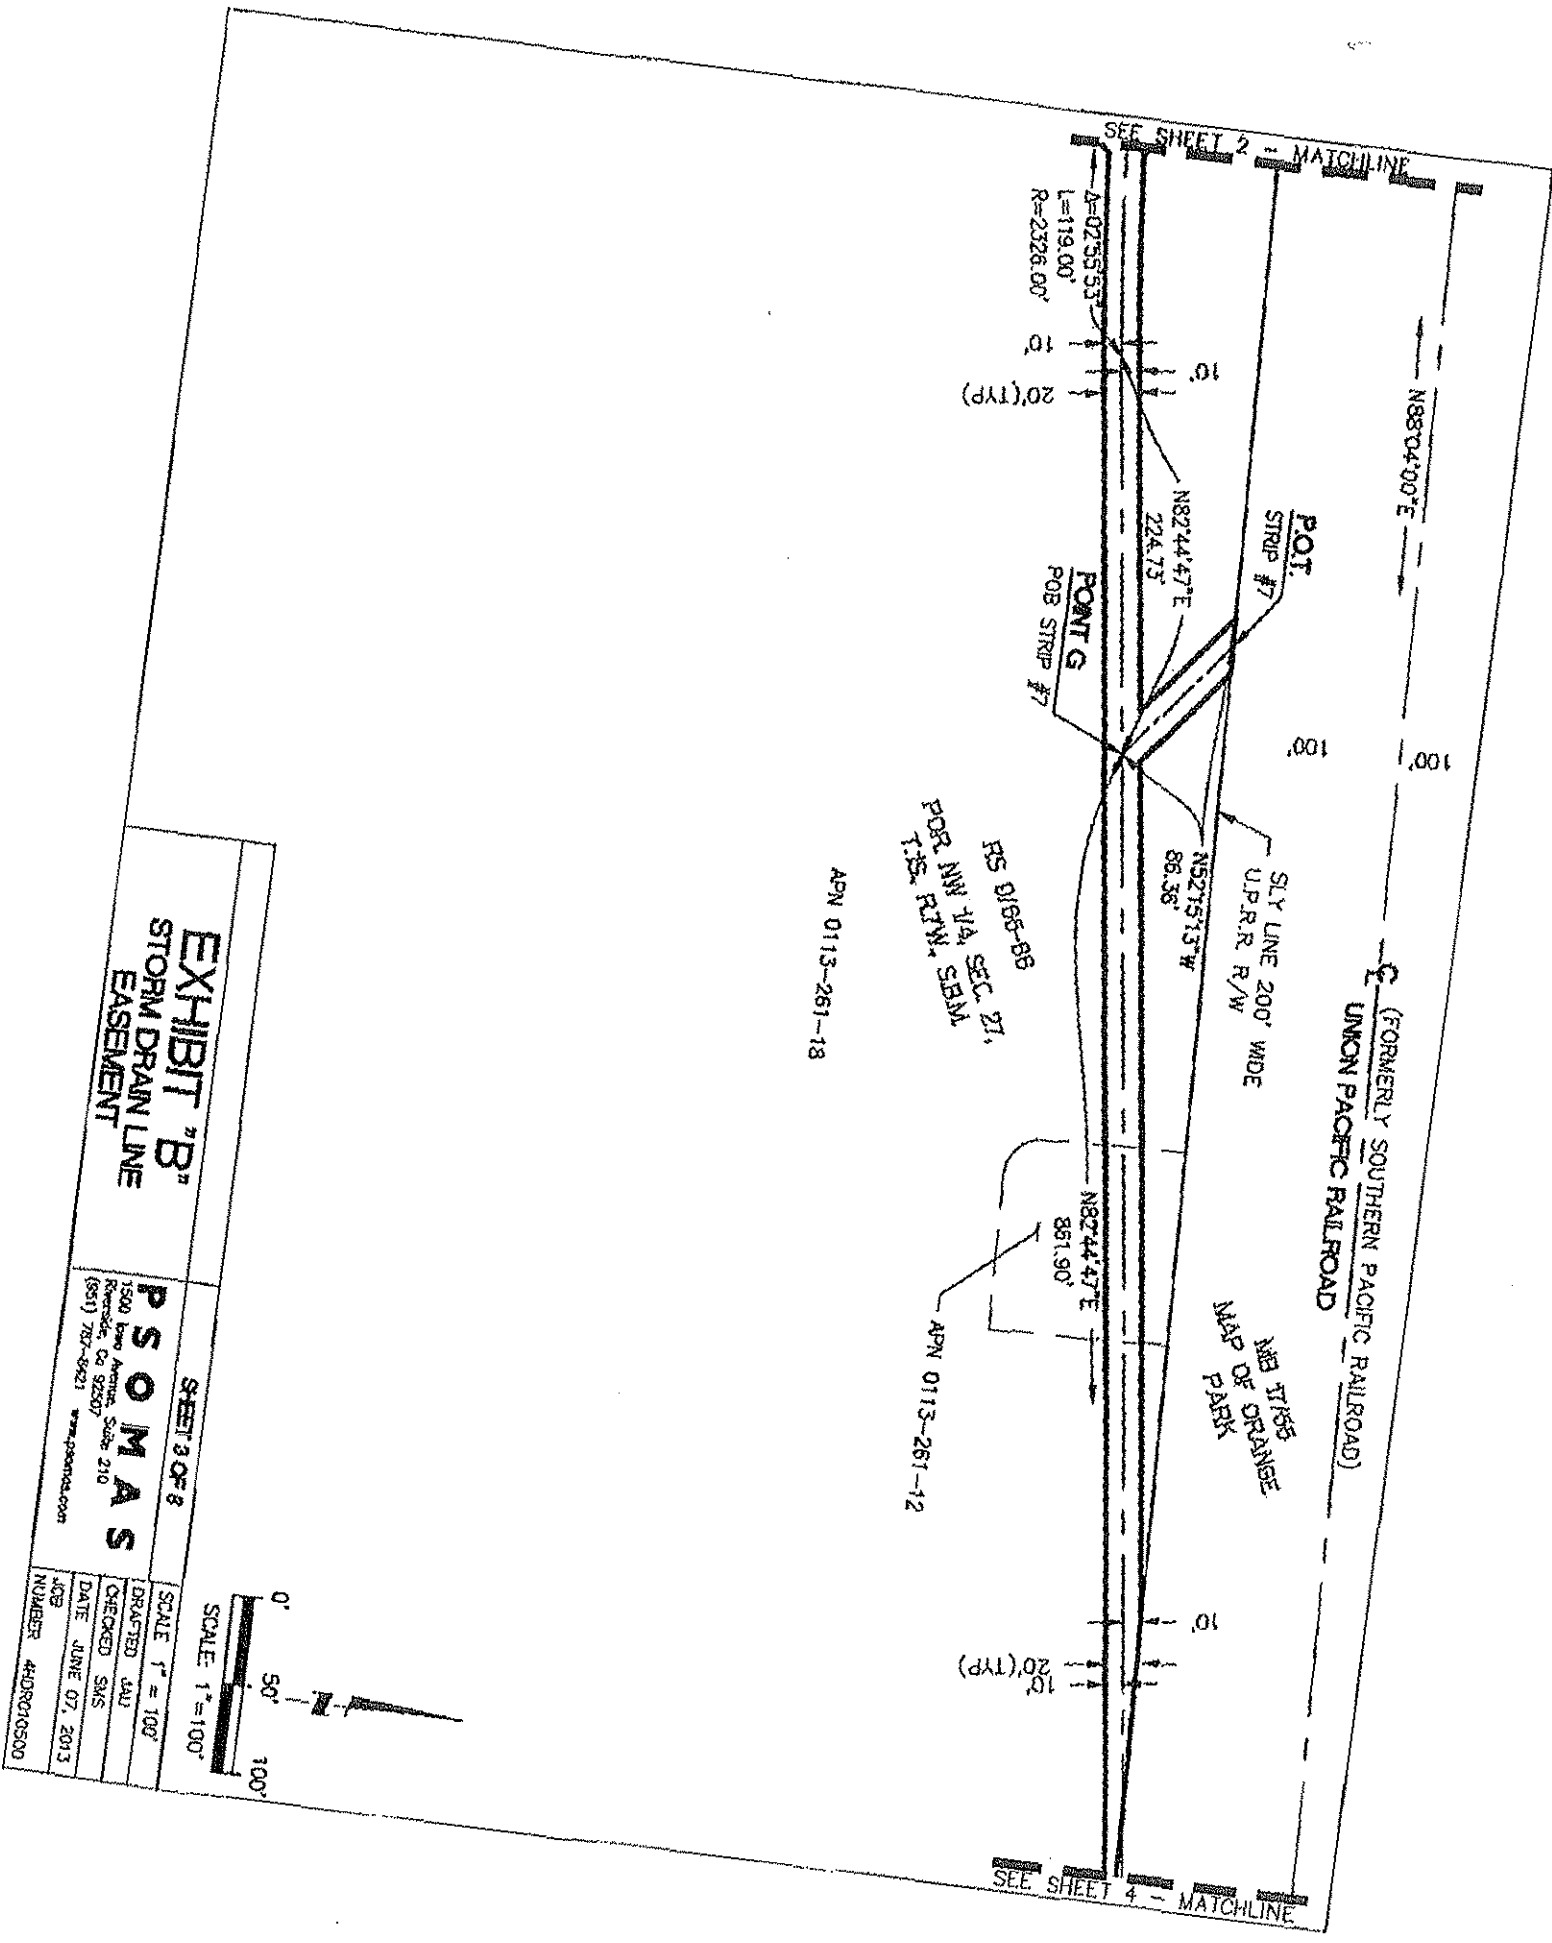 SEE SHEET 2 - MATCHLINE
N88°04'00"E
100'
100'
℄ (FORMERLY SOUTHERN PACIFIC RAILROAD)
UNION PACIFIC RAILROAD
P.O.T.
STRIP #7
SLY LINE 200' WIDE
U.P.R.R R/W
MB 17/66
MAP OF ORANGE
PARK
N82°44'47"E
224.73'
N52°15'13"W
86.36'
Δ=02°55'53"
L=119.00'
R=2326.00'
10'
10'
20'(TYP)
POINT G
POB STRIP #7
N82°44'47"E
861.90'
10'
20'(TYP)
10'
RS 0/65-66
POR. NW 1/4, SEC. 27,
T.1S., R.7W., SBM
APN 0113-261-18
APN 0113-261-12
SEE SHEET 4 - MATCHLINE
0'
50'
100'
SCALE: 1"=100'
N
EXHIBIT "B"
STORM DRAIN LINE
EASEMENT
SHEET 3 OF 8
PSOMAS
1500 Iowa Avenue, Suite 210
Riverside, Ca 92507
(951) 787-8421 www.psomas.com
SCALE 1" = 100'
DRAFTED JAU
CHECKED SMS
DATE JUNE 07, 2013
JOB
NUMBER 4HDR010500